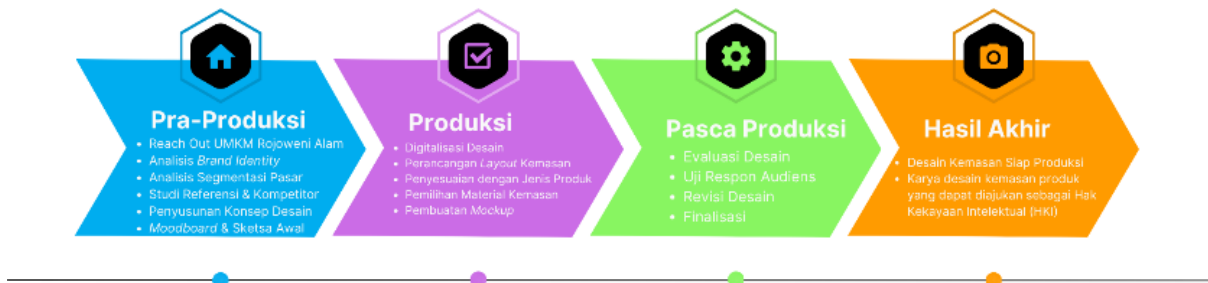 Pra-Produksi
• Reach Out UMKM Rojoweni Alam
• Analisis Brand Identity
• Analisis Segmentasi Pasar
• Studi Referensi & Kompetitor
• Penyusunan Konsep Desain
• Moodboard & Sketsa Awal
Produksi
• Digitalisasi Desain
• Perancangan Layout Kemasan
• Penyesuaian dengan Jenis Produk
• Pemilihan Material Kemasan
• Pembuatan Mockup
Pasca Produksi
• Evaluasi Desain
• Uji Respon Audiens
• Revisi Desain
• Finalisasi
Hasil Akhir
• Desain Kemasan Siap Produksi
• Karya desain kemasan produk
yang dapat diajukan sebagai Hak
Kekayaan Intelektual (HKI)